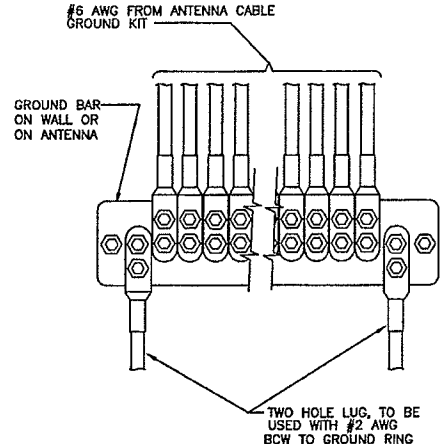 #6 AWG FROM ANTENNA CABLE
GROUND KIT
GROUND BAR
ON WALL OR
ON ANTENNA
TWO HOLE LUG, TO BE
USED WITH #2 AWG
BCW TO GROUND RING